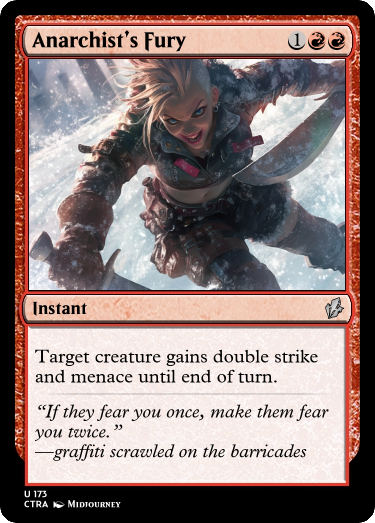 Anarchist's Fury 1
Instant
Target creature gains double strike
and menace until end of turn.
“If they fear you once, make them fear
you twice.”
—graffiti scrawled on the barricades
U 173
CTRA Midjourney